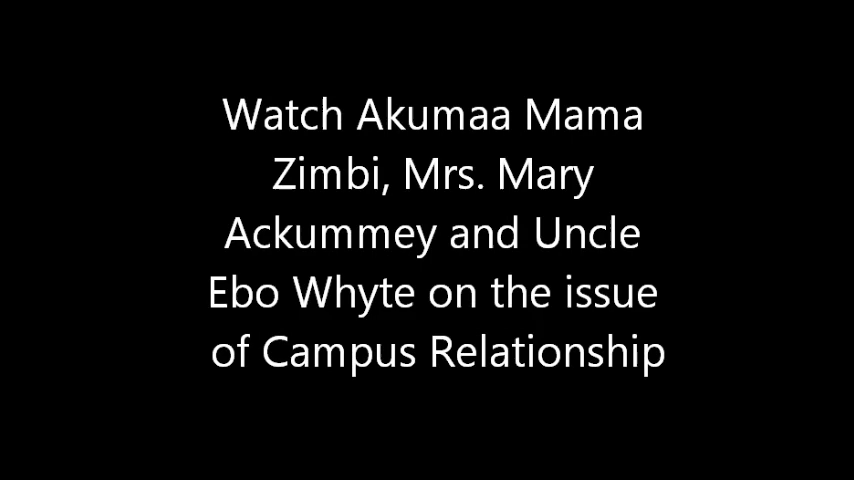 Watch Akumaa Mama
Zimbi, Mrs. Mary
Ackummey and Uncle
Ebo Whyte on the issue
of Campus Relationship